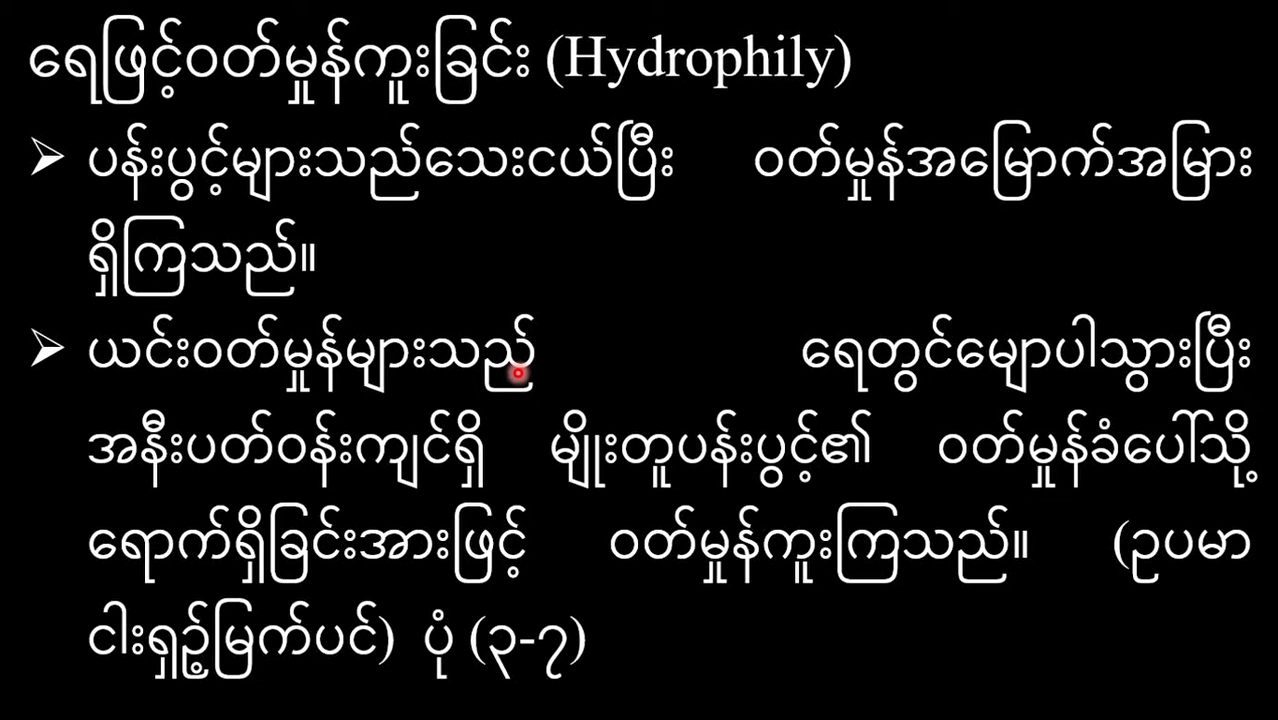 ရေဖြင့်ဝတ်မှုန်ကူးခြင်း (Hydrophily)
➢ ပန်းပွင့်များသည်သေးငယ်ပြီး ဝတ်မှုန်အမြောက်အမြား
ရှိကြသည်။
➢ ယင်းဝတ်မှုန်များသည် ရေတွင်မျောပါသွားပြီး
အနီးပတ်ဝန်းကျင်ရှိ မျိုးတူပန်းပွင့်၏ ဝတ်မှုန်ခံပေါ်သို့
ရောက်ရှိခြင်းအားဖြင့် ဝတ်မှုန်ကူးကြသည်။ (ဥပမာ
ငါးရှဉ့်မြက်ပင်) ပုံ (၃-၇)